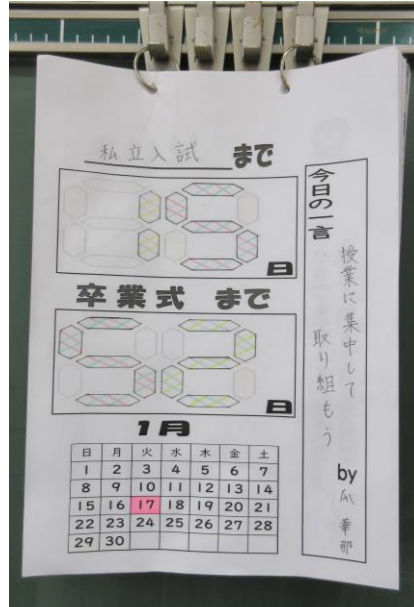 私立入試 まで
15
日
卒業式 まで
52
日
1月
日 月 火 水 木 金 土
1 2 3 4 5 6 7
8 9 10 11 12 13 14
15 16 17 18 19 20 21
22 23 24 25 26 27 28
29 30
今日の一言
授業に集中して
取り組もう
by
華那